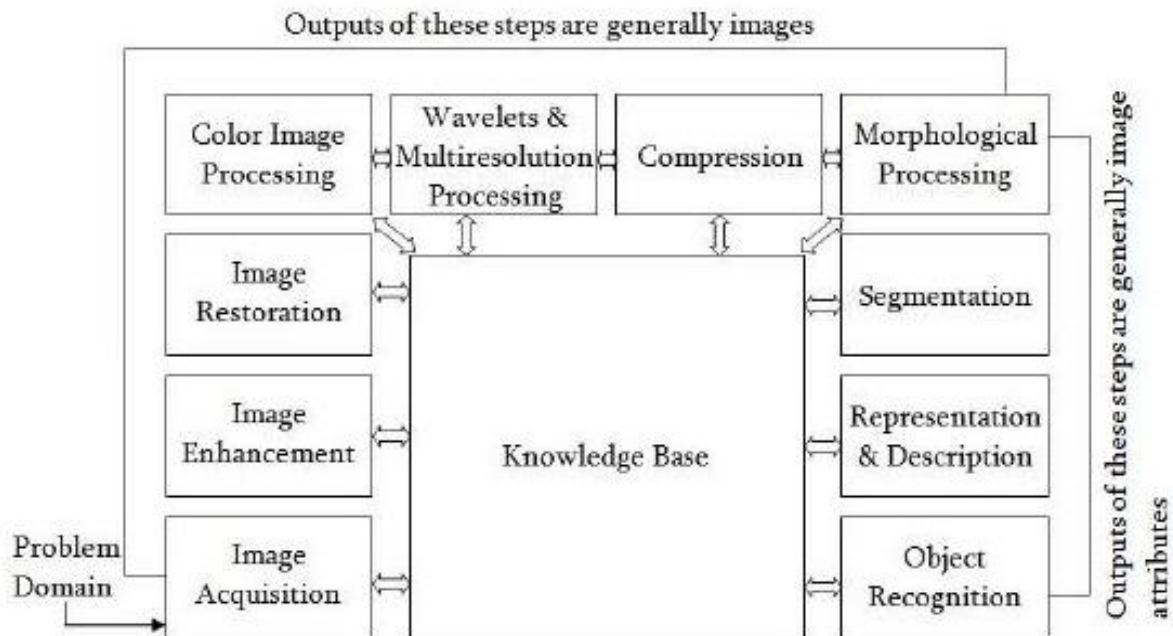 Outputs of these steps are generally images
Color Image
Processing
Wavelets &
Multiresolution
Processing
Compression
Morphological
Processing
Image
Restoration
Segmentation
Image
Enhancement
Knowledge Base
Representation
& Description
Problem
Domain
Image
Acquisition
Object
Recognition
Outputs of these steps are generally image
attributes